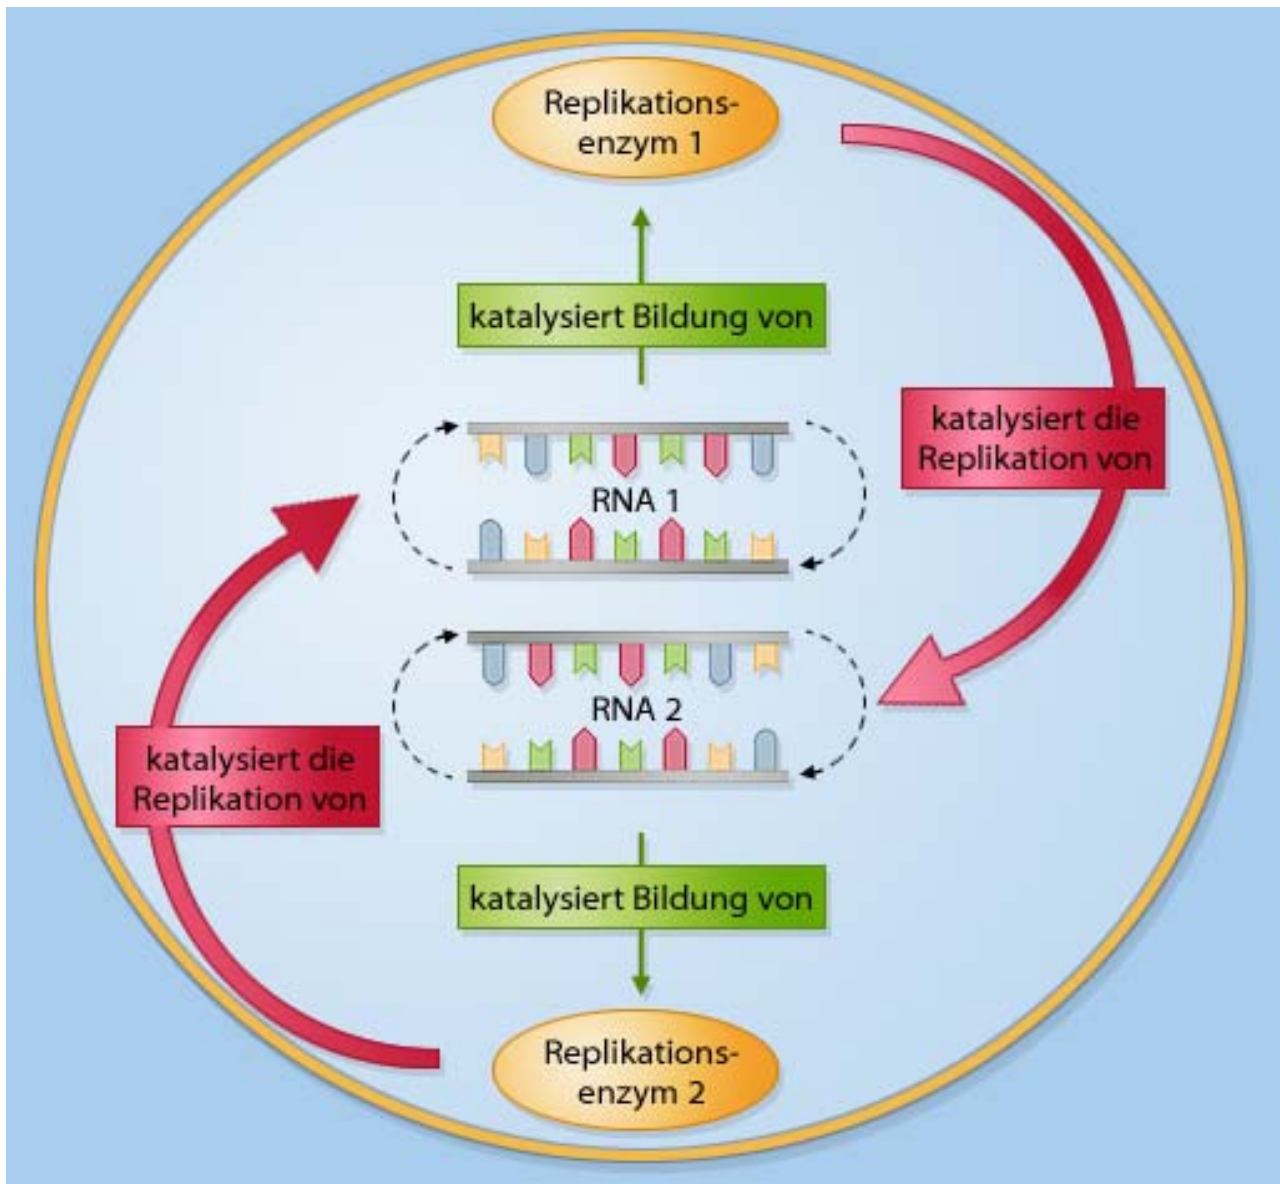 Replikations-
enzym 1
katalysiert Bildung von
katalysiert die
Replikation von
RNA 1
RNA 2
katalysiert die
Replikation von
katalysiert Bildung von
Replikations-
enzym 2